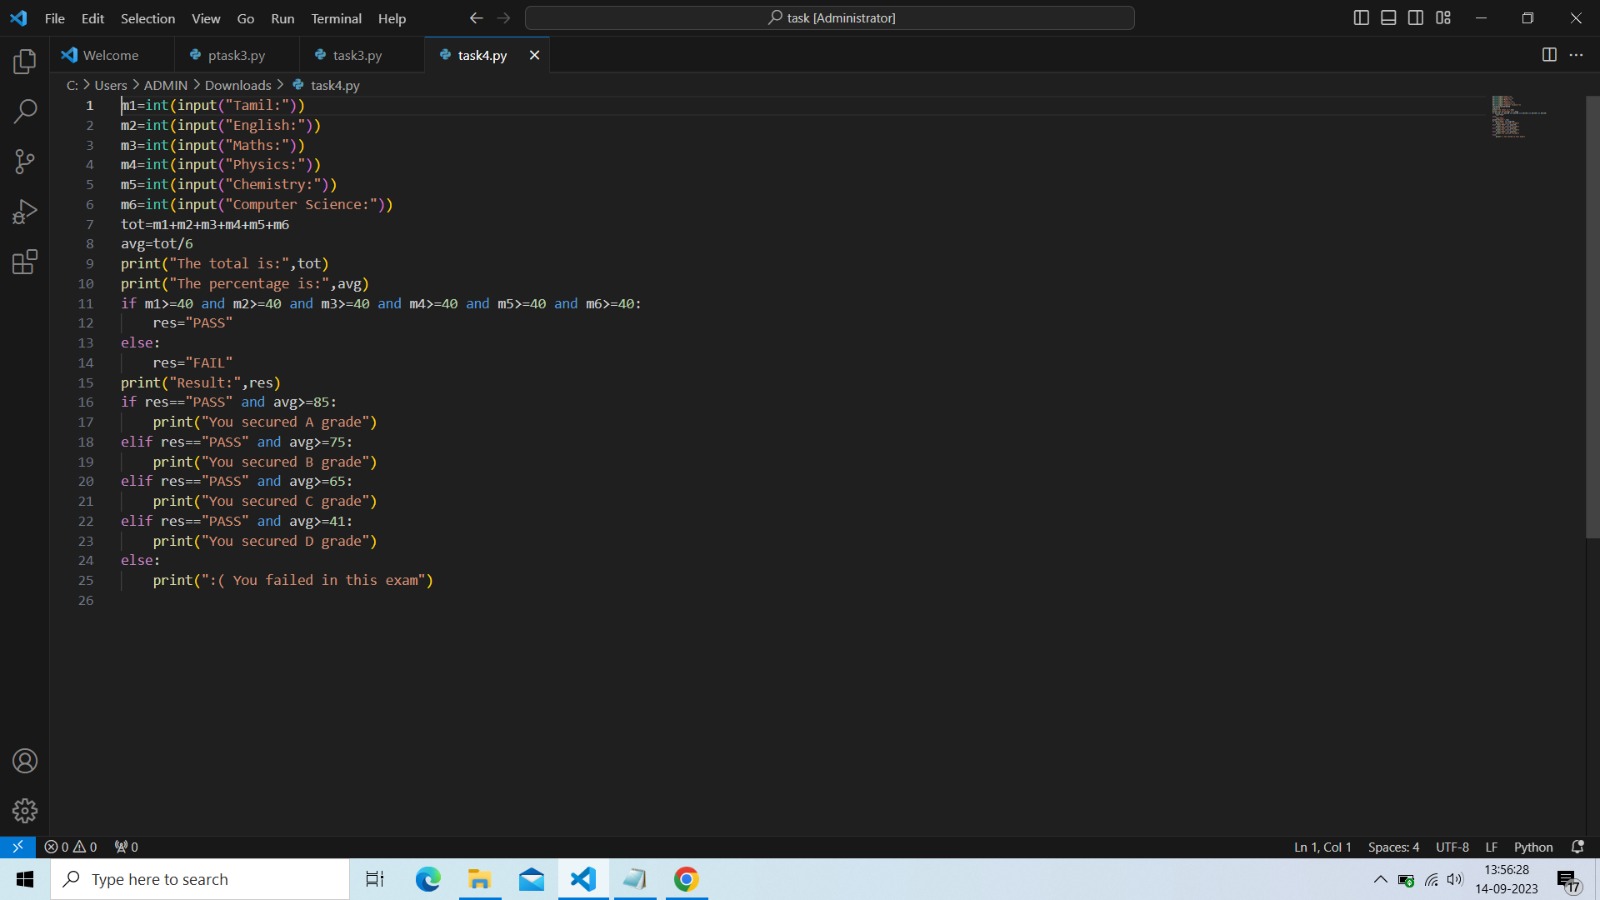 File Edit Selection View Go Run Terminal Help
task [Administrator]
Welcome
ptask3.py
task3.py
task4.py
C: > Users > ADMIN > Downloads > task4.py
1 m1=int(input("Tamil:"))
2 m2=int(input("English:"))
3 m3=int(input("Maths:"))
4 m4=int(input("Physics:"))
5 m5=int(input("Chemistry:"))
6 m6=int(input("Computer Science:"))
7 tot=m1+m2+m3+m4+m5+m6
8 avg=tot/6
9 print("The total is:",tot)
10 print("The percentage is:",avg)
11 if m1>=40 and m2>=40 and m3>=40 and m4>=40 and m5>=40 and m6>=40:
12     res="PASS"
13 else:
14     res="FAIL"
15 print("Result:",res)
16 if res=="PASS" and avg>=85:
17     print("You secured A grade")
18 elif res=="PASS" and avg>=75:
19     print("You secured B grade")
20 elif res=="PASS" and avg>=65:
21     print("You secured C grade")
22 elif res=="PASS" and avg>=41:
23     print("You secured D grade")
24 else:
25     print(":( You failed in this exam")
26
0 0 0
Ln 1, Col 1 Spaces: 4 UTF-8 LF Python
Type here to search
13:56:28
14-09-2023
17